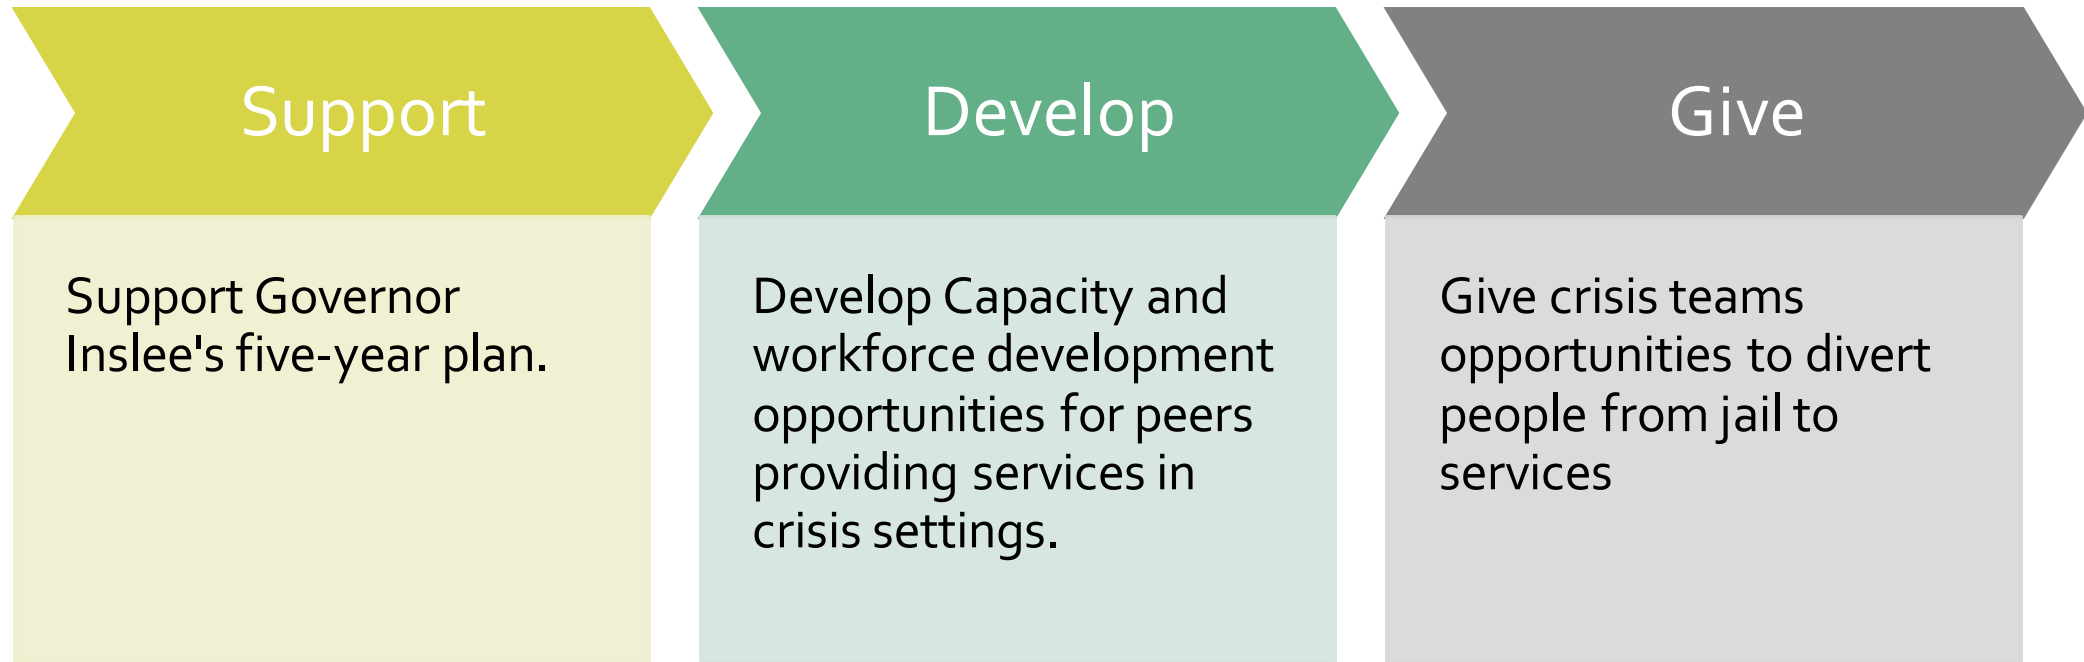 Support
Support Governor
Inslee's five-year plan.
Develop
Develop Capacity and
workforce development
opportunities for peers
providing services in
crisis settings.
Give
Give crisis teams
opportunities to divert
people from jail to
services